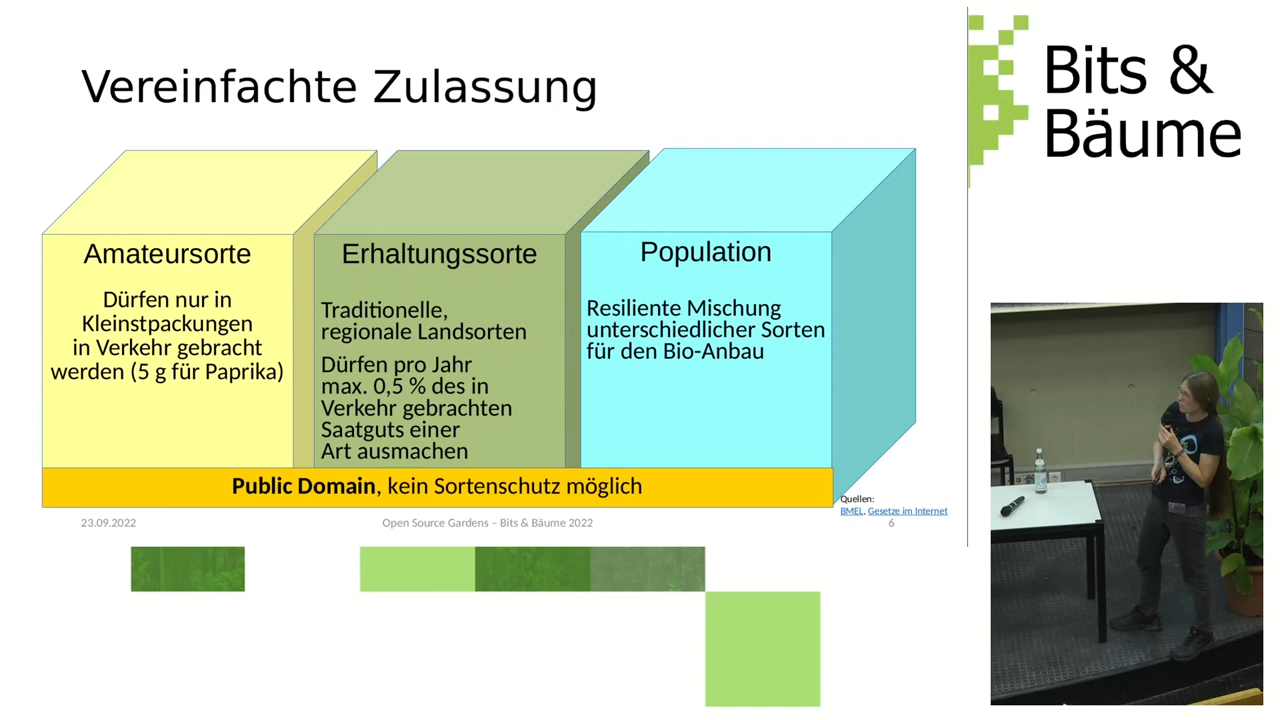 Vereinfachte Zulassung
Bits &
Bäume
Amateursorte
Dürfen nur in
Kleinstpackungen
in Verkehr gebracht
werden (5 g für Paprika)
Erhaltungssorte
Traditionelle,
regionale Landsorten
Dürfen pro Jahr
max. 0,5 % des in
Verkehr gebrachten
Saatguts einer
Art ausmachen
Population
Resiliente Mischung
unterschiedlicher Sorten
für den Bio-Anbau
Public Domain, kein Sortenschutz möglich
Quellen:
BMEL, Gesetze im Internet
23.09.2022
Open Source Gardens – Bits & Bäume 2022
6